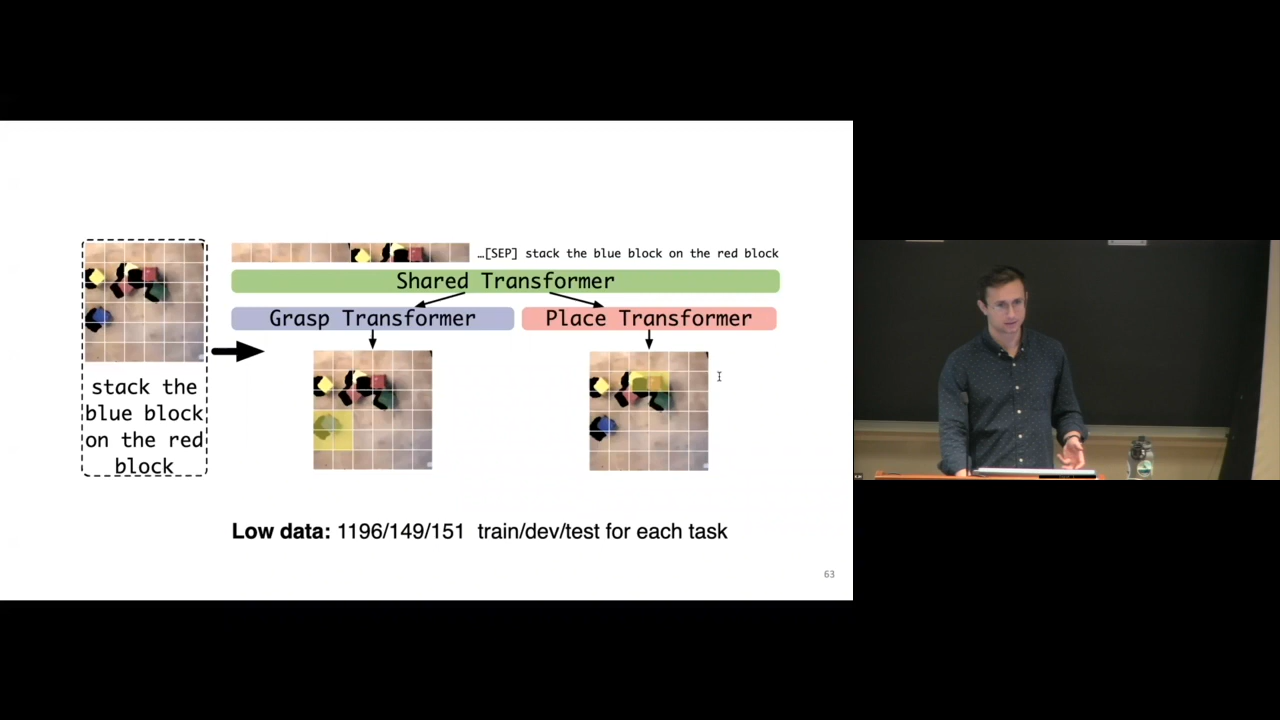 …[SEP] stack the blue block on the red block
Shared Transformer
Grasp Transformer
Place Transformer
stack the
blue block
on the red
block
Low data: 1196/149/151 train/dev/test for each task
63